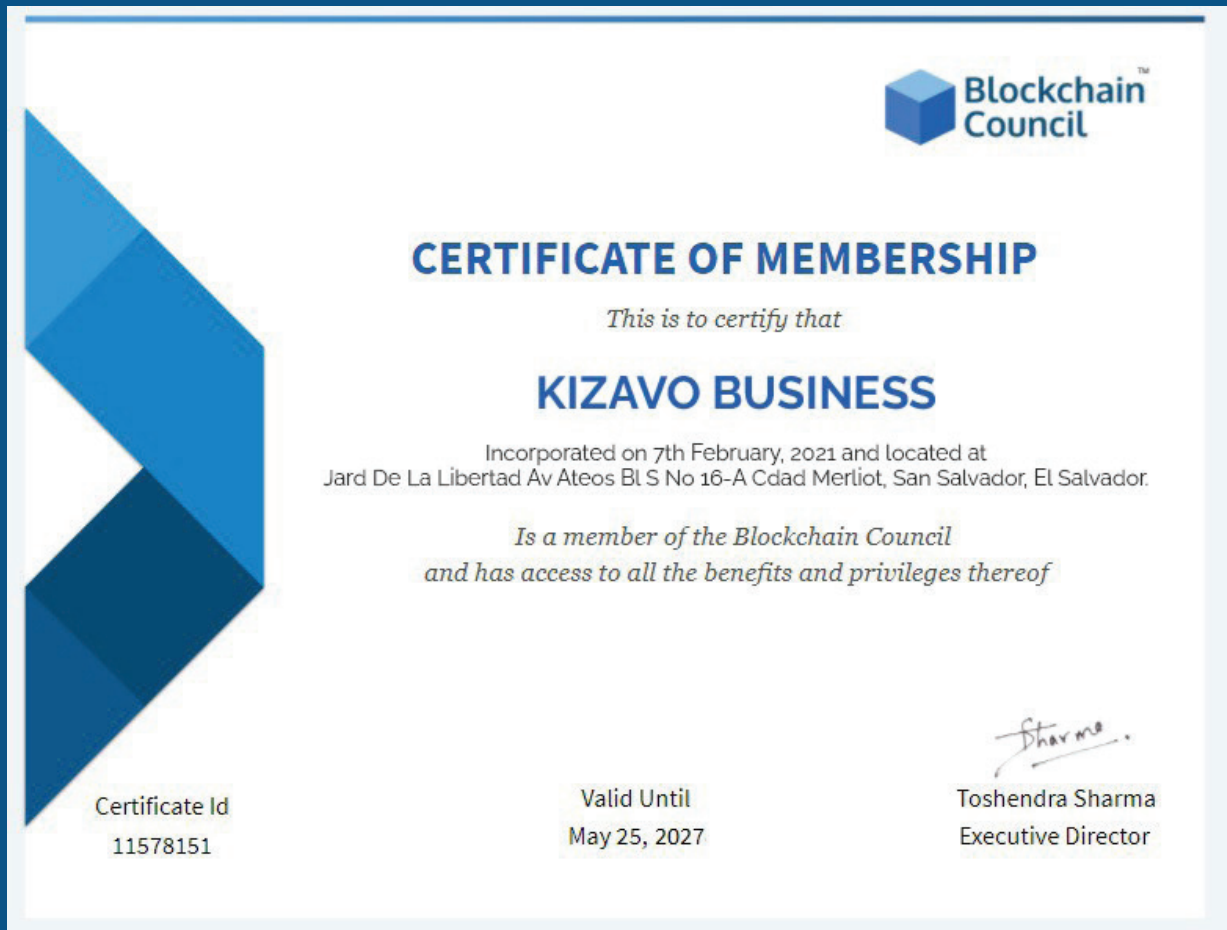 Blockchain™
Council
CERTIFICATE OF MEMBERSHIP
This is to certify that
KIZAVO BUSINESS
Incorporated on 7th February, 2021 and located at
Jard De La Libertad Av Ateos Bl S No 16-A Cdad Merliot, San Salvador, El Salvador.
Is a member of the Blockchain Council
and has access to all the benefits and privileges thereof
Sharma.
Certificate Id
11578151
Valid Until
May 25, 2027
Toshendra Sharma
Executive Director